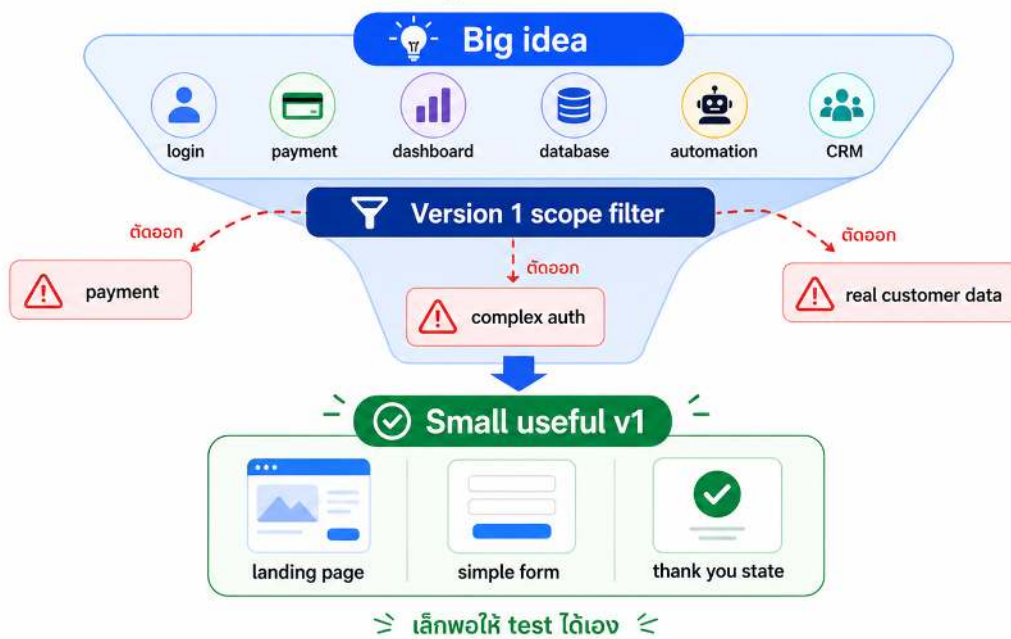 Big idea
login
payment
dashboard
database
automation
CRM
Version 1 scope filter
ตัดออก
ตัดออก
ตัดออก
payment
complex auth
real customer data
Small useful v1
landing page
simple form
thank you state
เล็กพอให้ test ได้เอง